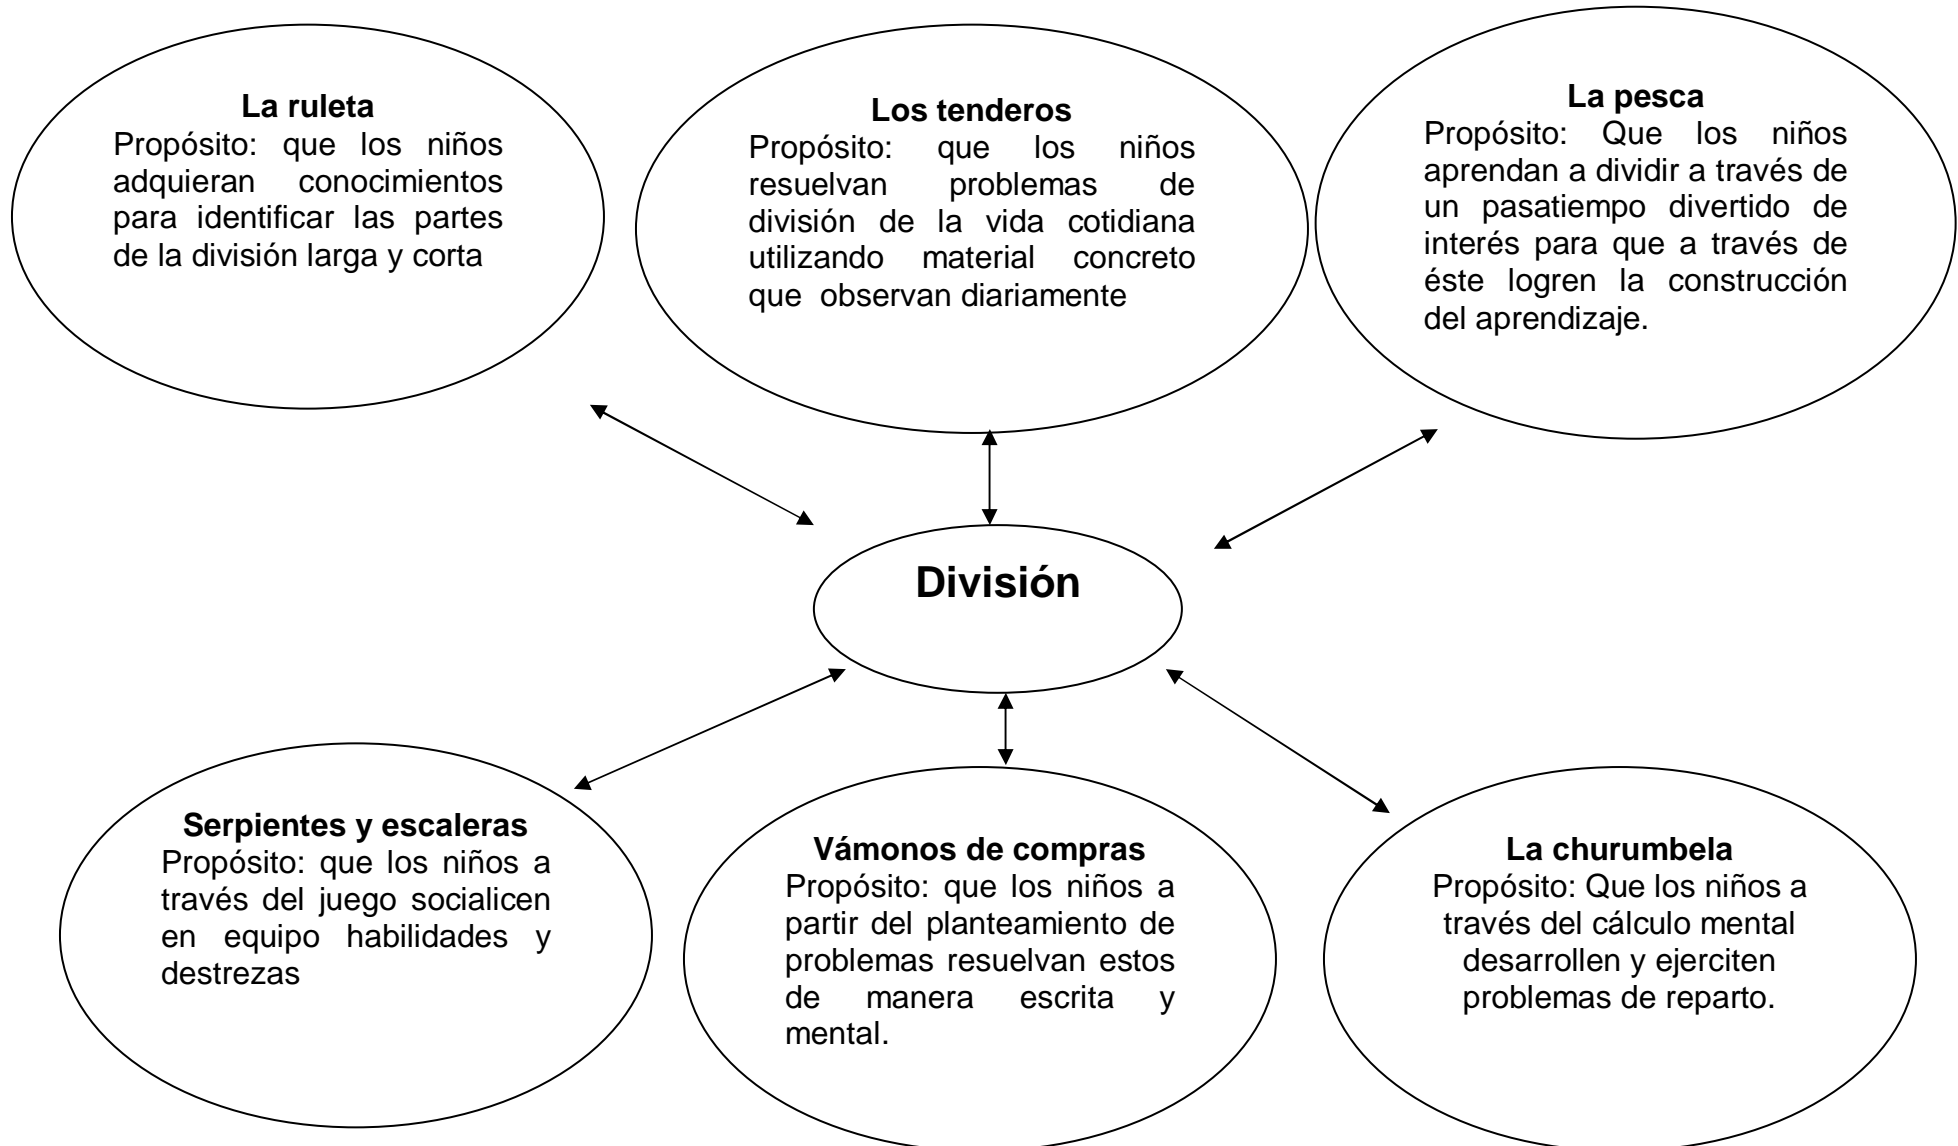 La ruleta
Propósito: que los niños
adquieran conocimientos
para identificar las partes
de la división larga y corta
Los tenderos
Propósito: que los niños
resuelvan problemas de
división de la vida cotidiana
utilizando material concreto
que observan diariamente
La pesca
Propósito: Que los niños
aprendan a dividir a través de
un pasatiempo divertido de
interés para que a través de
éste logren la construcción
del aprendizaje.
División
Serpientes y escaleras
Propósito: que los niños a
través del juego socialicen
en equipo habilidades y
destrezas
Vámonos de compras
Propósito: que los niños a
partir del planteamiento de
problemas resuelvan estos
de manera escrita y
mental.
La churumbela
Propósito: Que los niños a
través del cálculo mental
desarrollen y ejerciten
problemas de reparto.